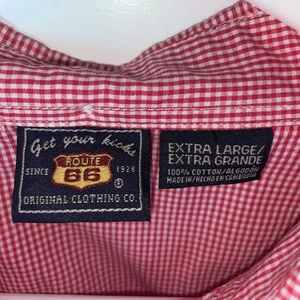 Get your kicks
ROUTE
SINCE 66 1926
®
ORIGINAL CLOTHING CO.
EXTRA LARGE/
EXTRA GRANDE
100% COTTON/ALGODON
MADE IN/HECHO EN CAMBODIA